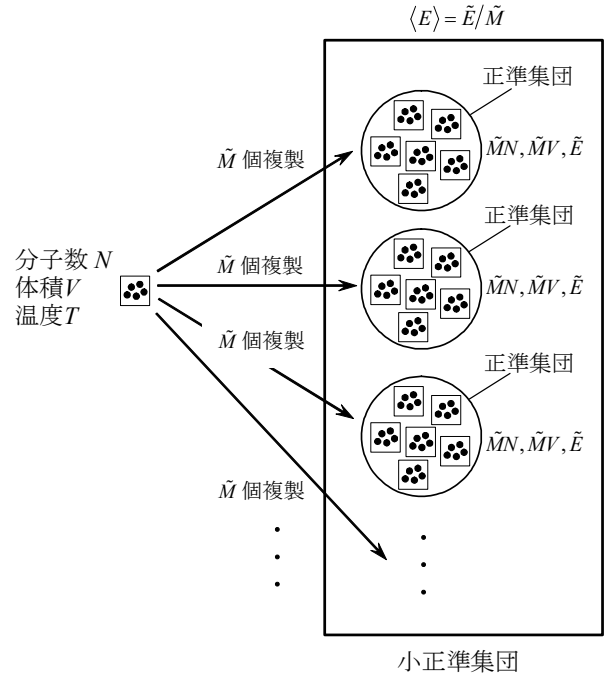 ⟨E⟩ = Ẽ/M̃
正準集団
M̃ 個複製
M̃N, M̃V, Ẽ
正準集団
分子数 N
体積V
温度T
M̃ 個複製
M̃N, M̃V, Ẽ
M̃ 個複製
正準集団
M̃N, M̃V, Ẽ
M̃ 個複製
小正準集団